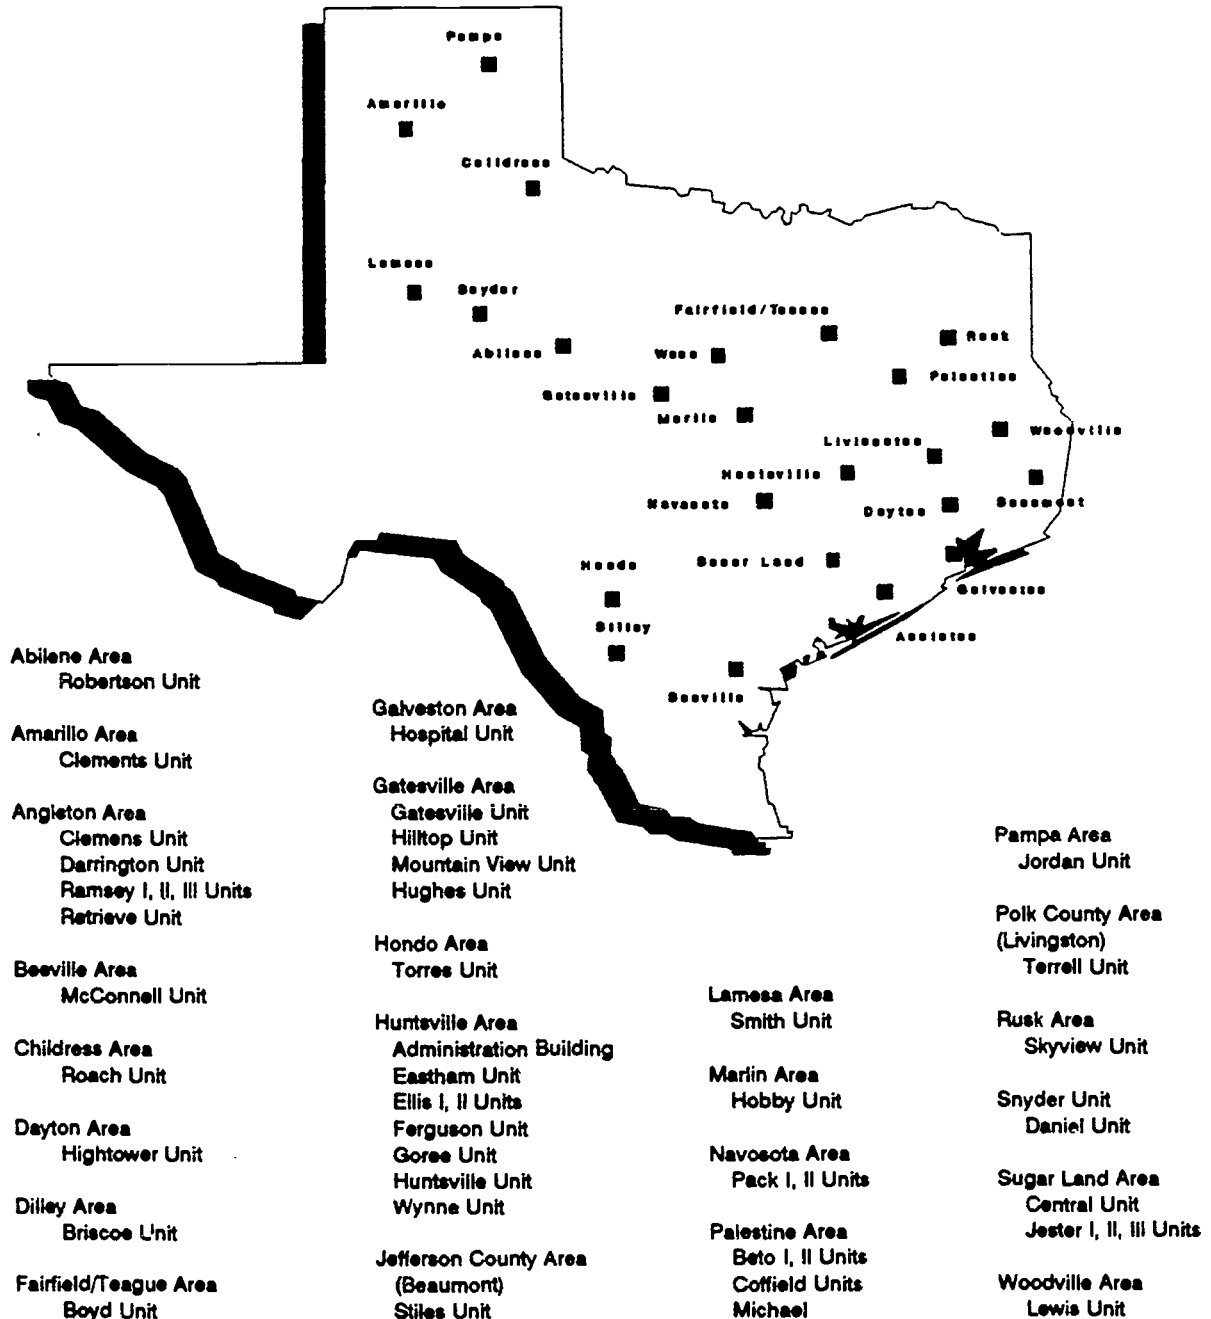 Pampa
Amarillo
Childress
Lamesa
Snyder
Fairfield/Teague
Rusk
Abilene
Waco
Palestine
Gatesville
Marlin
Woodville
Livingston
Huntsville
Beaumont
Navasota
Dayton
Sugar Land
Hondo
Galveston
Dilley
Angleton
Beeville
Abilene Area
Robertson Unit
Amarillo Area
Clements Unit
Angleton Area
Clemens Unit
Darrington Unit
Ramsey I, II, III Units
Retrieve Unit
Beeville Area
McConnell Unit
Childress Area
Roach Unit
Dayton Area
Hightower Unit
Dilley Area
Briscoe Unit
Fairfield/Teague Area
Boyd Unit
Galveston Area
Hospital Unit
Gatesville Area
Gatesville Unit
Hilltop Unit
Mountain View Unit
Hughes Unit
Hondo Area
Torres Unit
Huntsville Area
Administration Building
Eastham Unit
Ellis I, II Units
Ferguson Unit
Goree Unit
Huntsville Unit
Wynne Unit
Jefferson County Area
(Beaumont)
Stiles Unit
Lamesa Area
Smith Unit
Marlin Area
Hobby Unit
Navosota Area
Pack I, II Units
Palestine Area
Beto I, II Units
Coffield Units
Michael
Pampa Area
Jordan Unit
Polk County Area
(Livingston)
Terrell Unit
Rusk Area
Skyview Unit
Snyder Unit
Daniel Unit
Sugar Land Area
Central Unit
Jester I, II, III Units
Woodville Area
Lewis Unit